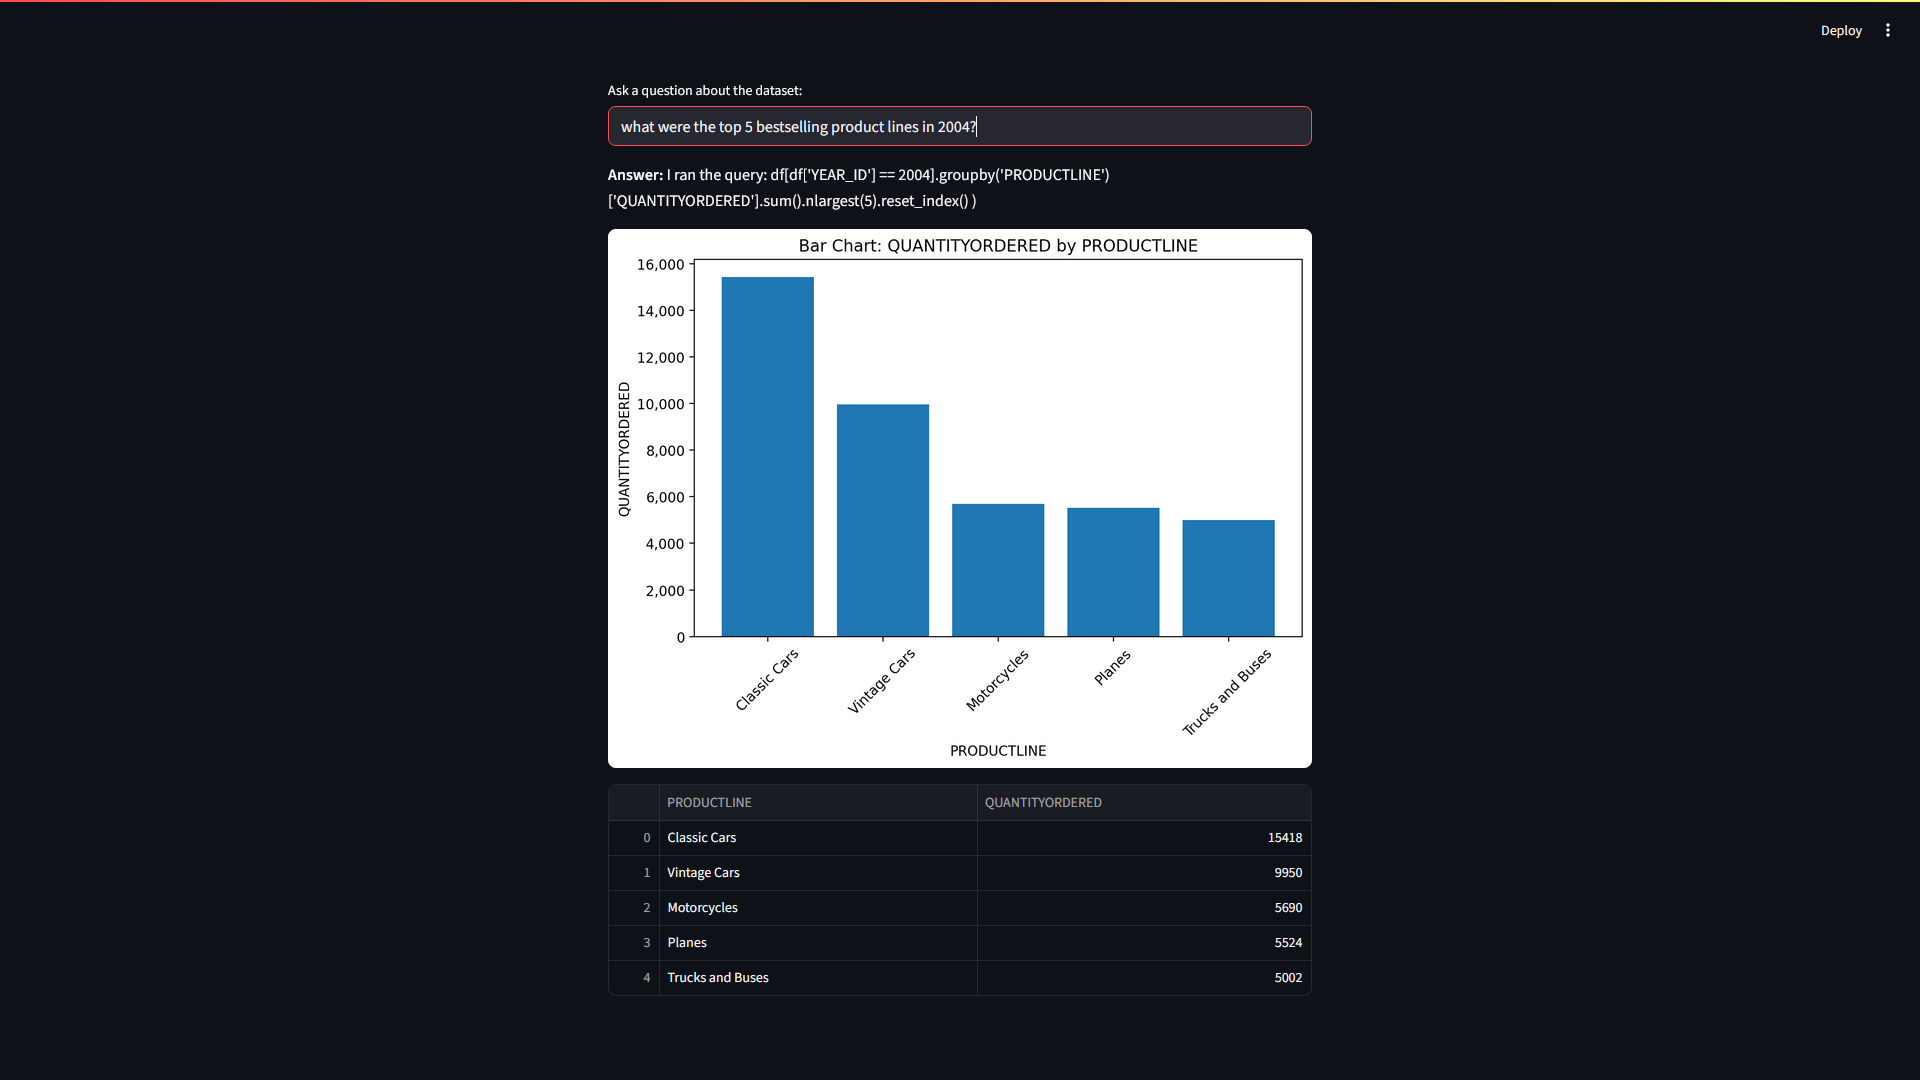 Deploy
Ask a question about the dataset:
what were the top 5 bestselling product lines in 2004?
Answer: I ran the query: df[df['YEAR_ID'] == 2004].groupby('PRODUCTLINE')
['QUANTITYORDERED'].sum().nlargest(5).reset_index() )
Bar Chart: QUANTITYORDERED by PRODUCTLINE
QUANTITYORDERED
16,000
14,000
12,000
10,000
8,000
6,000
4,000
2,000
0
Classic Cars
Vintage Cars
Motorcycles
Planes
Trucks and Buses
PRODUCTLINE
PRODUCTLINE QUANTITYORDERED
0 Classic Cars 15418
1 Vintage Cars 9950
2 Motorcycles 5690
3 Planes 5524
4 Trucks and Buses 5002